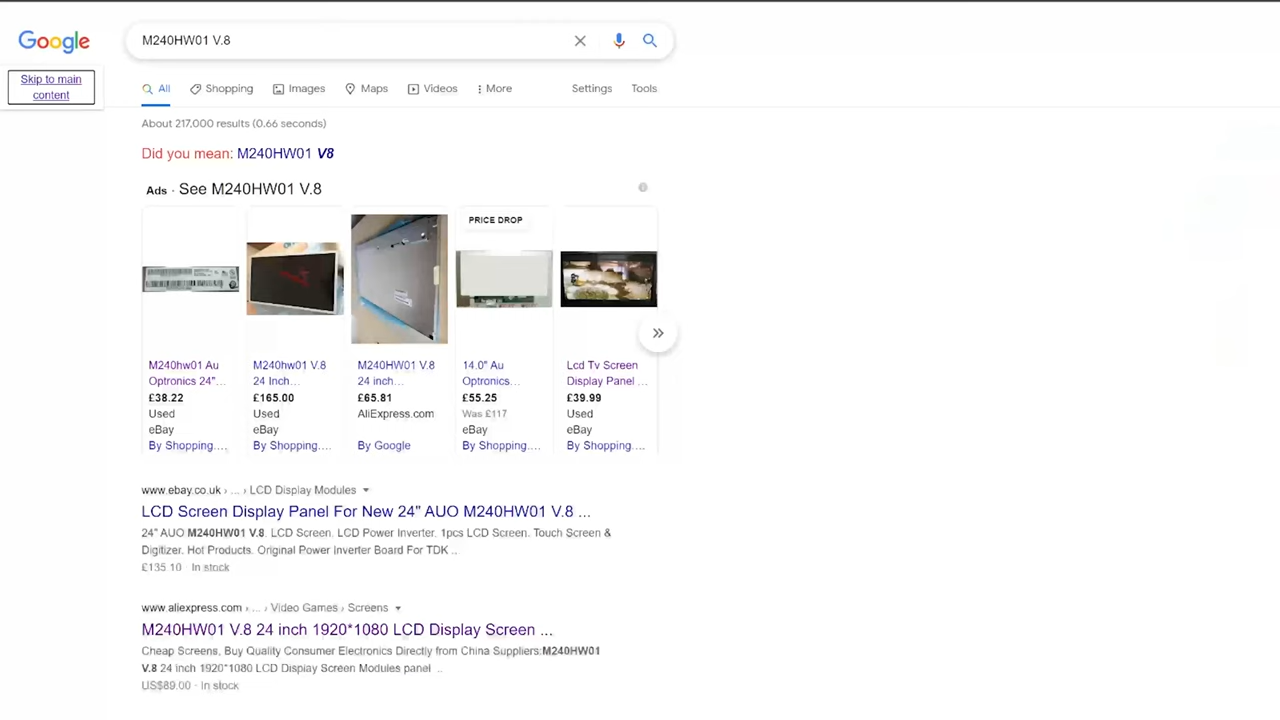 Google
M240HW01 V.8
Skip to main
content
All Shopping Images Maps Videos More Settings Tools
About 217,000 results (0.66 seconds)
Did you mean: M240HW01 V8
Ads · See M240HW01 V.8
PRICE DROP
M240hw01 Au
Optronics 24"...
£38.22
Used
eBay
By Shopping....
M240hw01 V.8
24 Inch...
£165.00
Used
eBay
By Shopping....
M240HW01 V.8
24 inch...
£65.81
AliExpress.com
By Google
14.0" Au
Optronics...
£55.25
Was £117
eBay
By Shopping....
Lcd Tv Screen
Display Panel ...
£39.99
Used
eBay
By Shopping....
www.ebay.co.uk › ... › LCD Display Modules
LCD Screen Display Panel For New 24" AUO M240HW01 V.8 ...
24" AUO M240HW01 V.8. LCD Screen. LCD Power Inverter. 1pcs LCD Screen. Touch Screen &
Digitizer. Hot Products. Original Power Inverter Board For TDK ...
£135.10 · In stock
www.aliexpress.com › ... › Video Games › Screens
M240HW01 V.8 24 inch 1920*1080 LCD Display Screen ...
Cheap Screens, Buy Quality Consumer Electronics Directly from China Suppliers:M240HW01
V.8 24 inch 1920*1080 LCD Display Screen Modules panel ...
US$89.00 · In stock